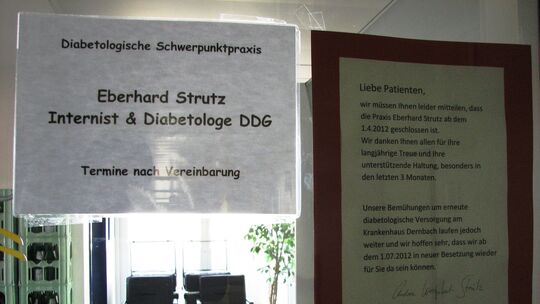 Diabetologische Schwerpunktpraxis
Eberhard Strutz
Internist & Diabetologe DDG
Termine nach Vereinbarung
Liebe Patienten,
wir müssen Ihnen leider mitteilen, dass
die Praxis Eberhard Strutz ab dem
1.4.2012 geschlossen ist.
Wir danken Ihnen allen für ihre
langjährige Treue und Ihre
unterstützende Haltung, besonders in
den letzten 3 Monaten.
Unsere Bemühungen um erneute
diabetologische Versorgung am
Krankenhaus Dernbach laufen jedoch
weiter und wir hoffen sehr, dass wir ab
dem 1.07.2012 in neuer Besetzung wieder
für Sie da sein können.